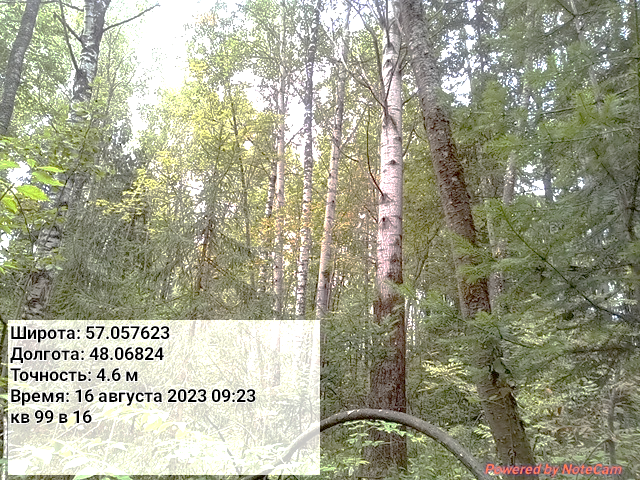 Широта: 57.057623
Долгота: 48.06824
Точность: 4.6 м
Время: 16 августа 2023 09:23
кв 99 в 16
Powered by NoteCam